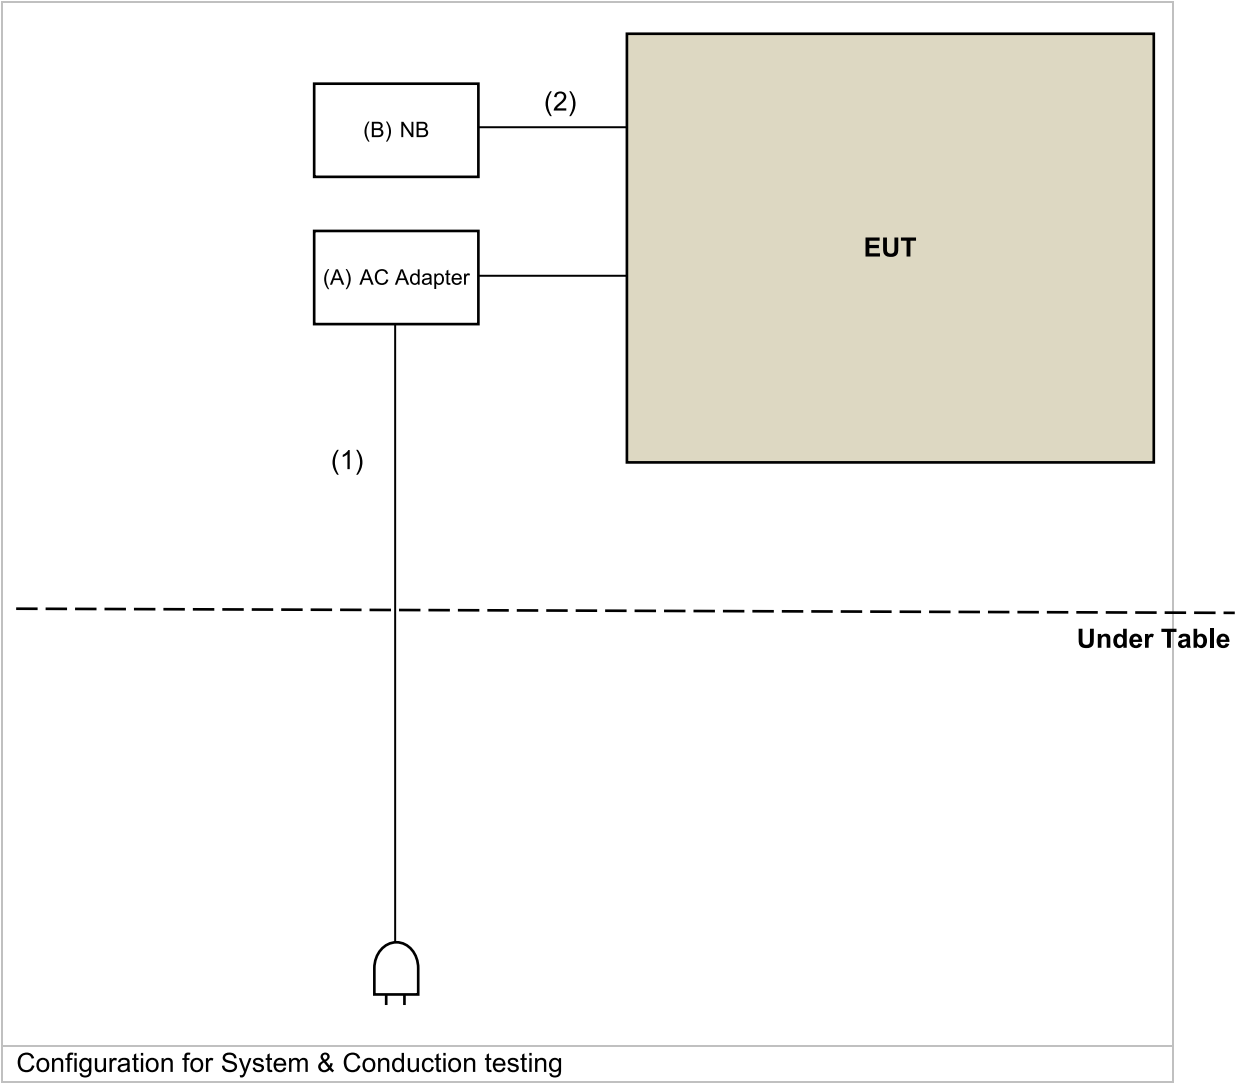 (2)
(B) NB
EUT
(A) AC Adapter
(1)
Under Table
Configuration for System & Conduction testing